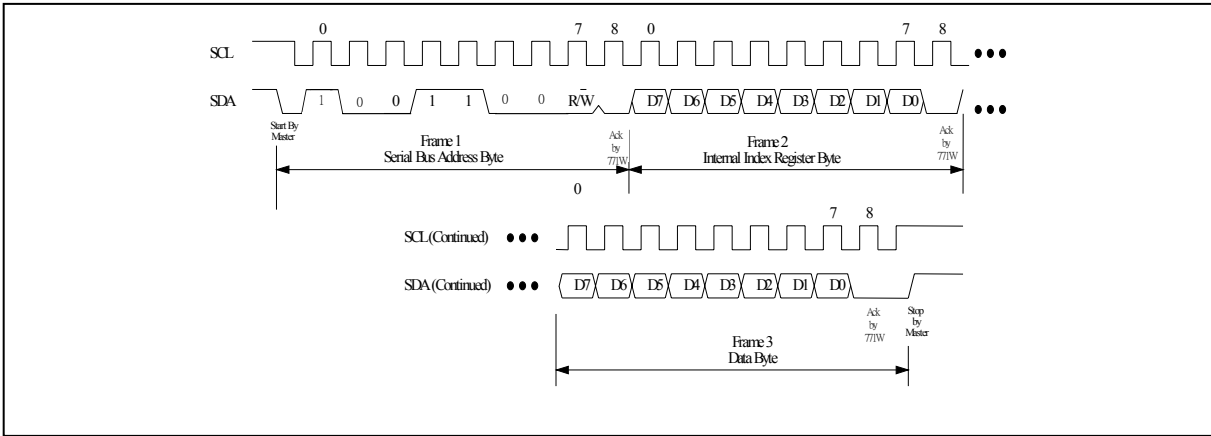 0 7 8 0 7 8
SCL
SDA 1 0 0 1 1 0 0 R/W D7 D6 D5 D4 D3 D2 D1 D0
Start By
Master
Ack
by
771W
Ack
by
771W
Frame 1
Serial Bus Address Byte
Frame 2
Internal Index Register Byte
0
7 8
SCL (Continued)
SDA (Continued) D7 D6 D5 D4 D3 D2 D1 D0
Ack
by
771W
Stop
by
Master
Frame 3
Data Byte